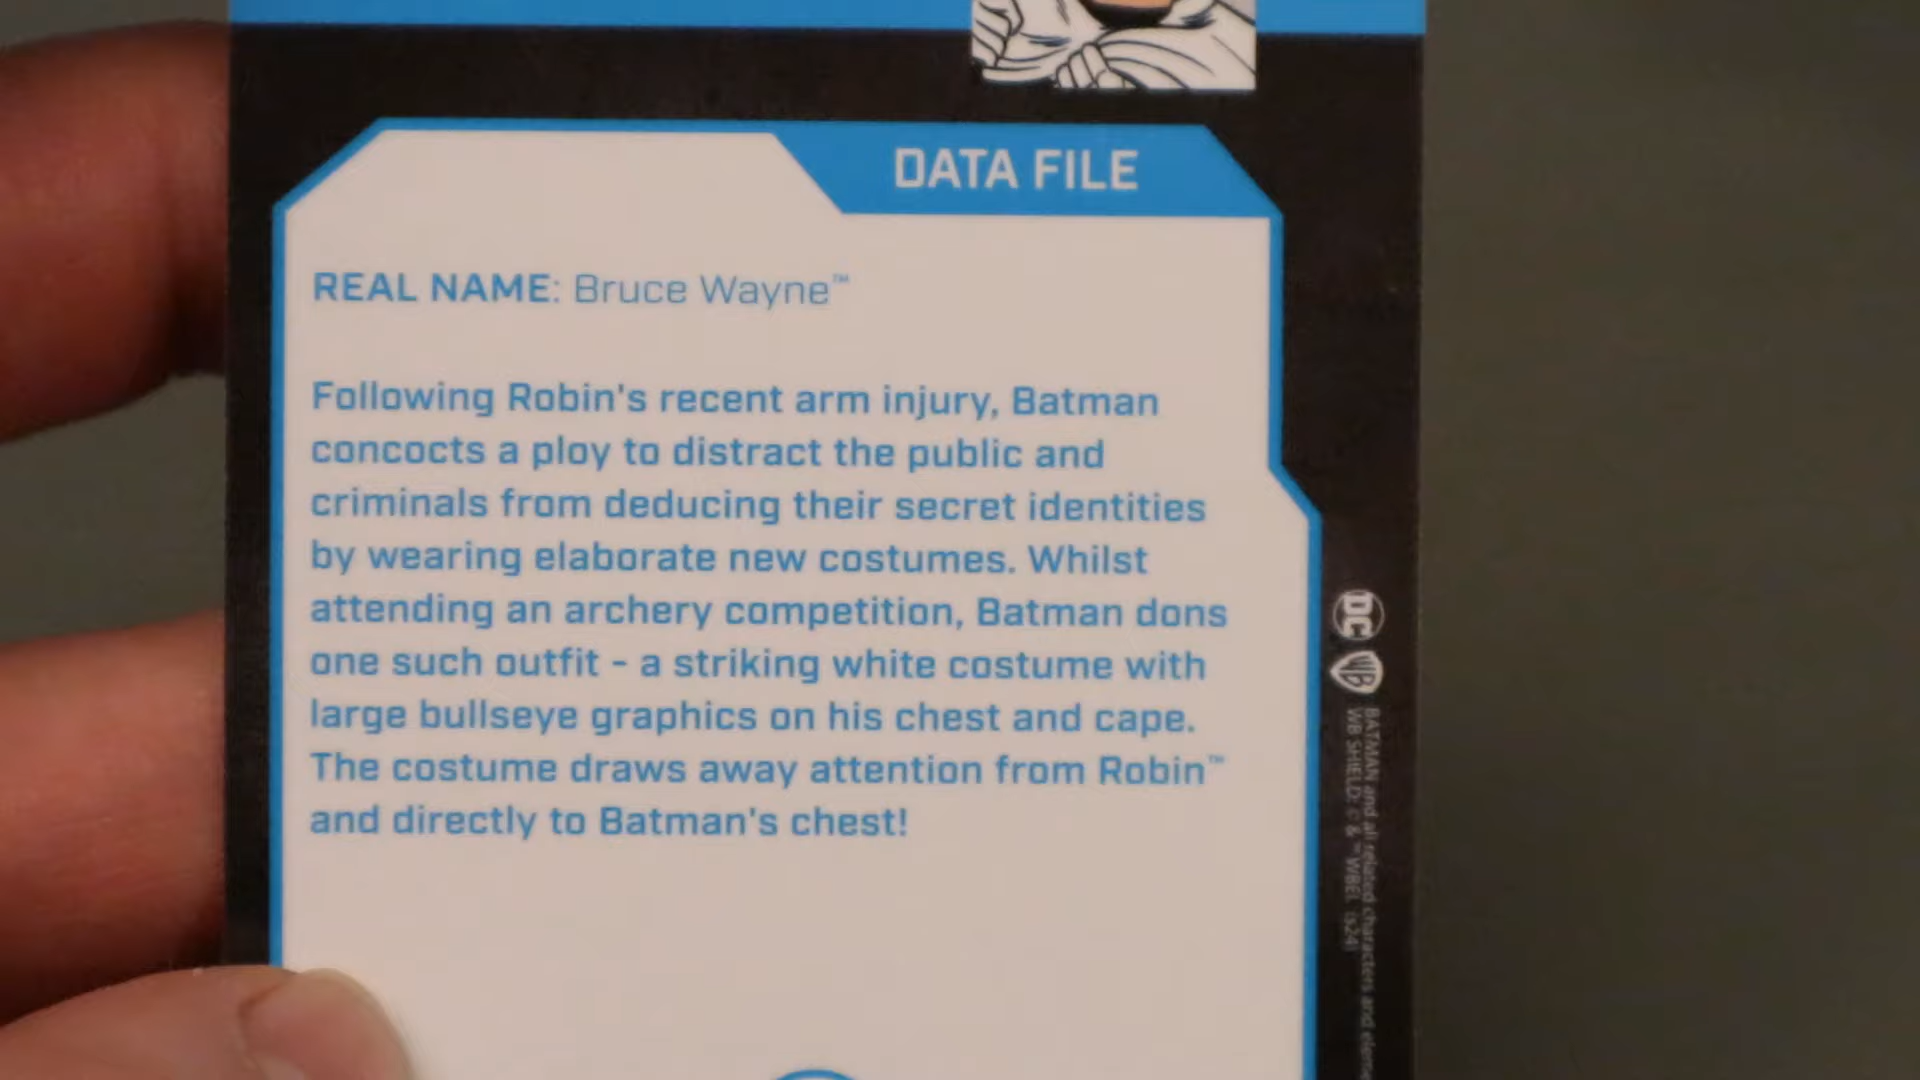 DATA FILE
REAL NAME: Bruce Wayne™
Following Robin's recent arm injury, Batman
concocts a ploy to distract the public and
criminals from deducing their secret identities
by wearing elaborate new costumes. Whilst
attending an archery competition, Batman dons
one such outfit - a striking white costume with
large bullseye graphics on his chest and cape.
The costume draws away attention from Robin™
and directly to Batman's chest!
DC
WB
BATMAN and all related characters and
WB SHIELD: © & ™ WBEI. (s24)